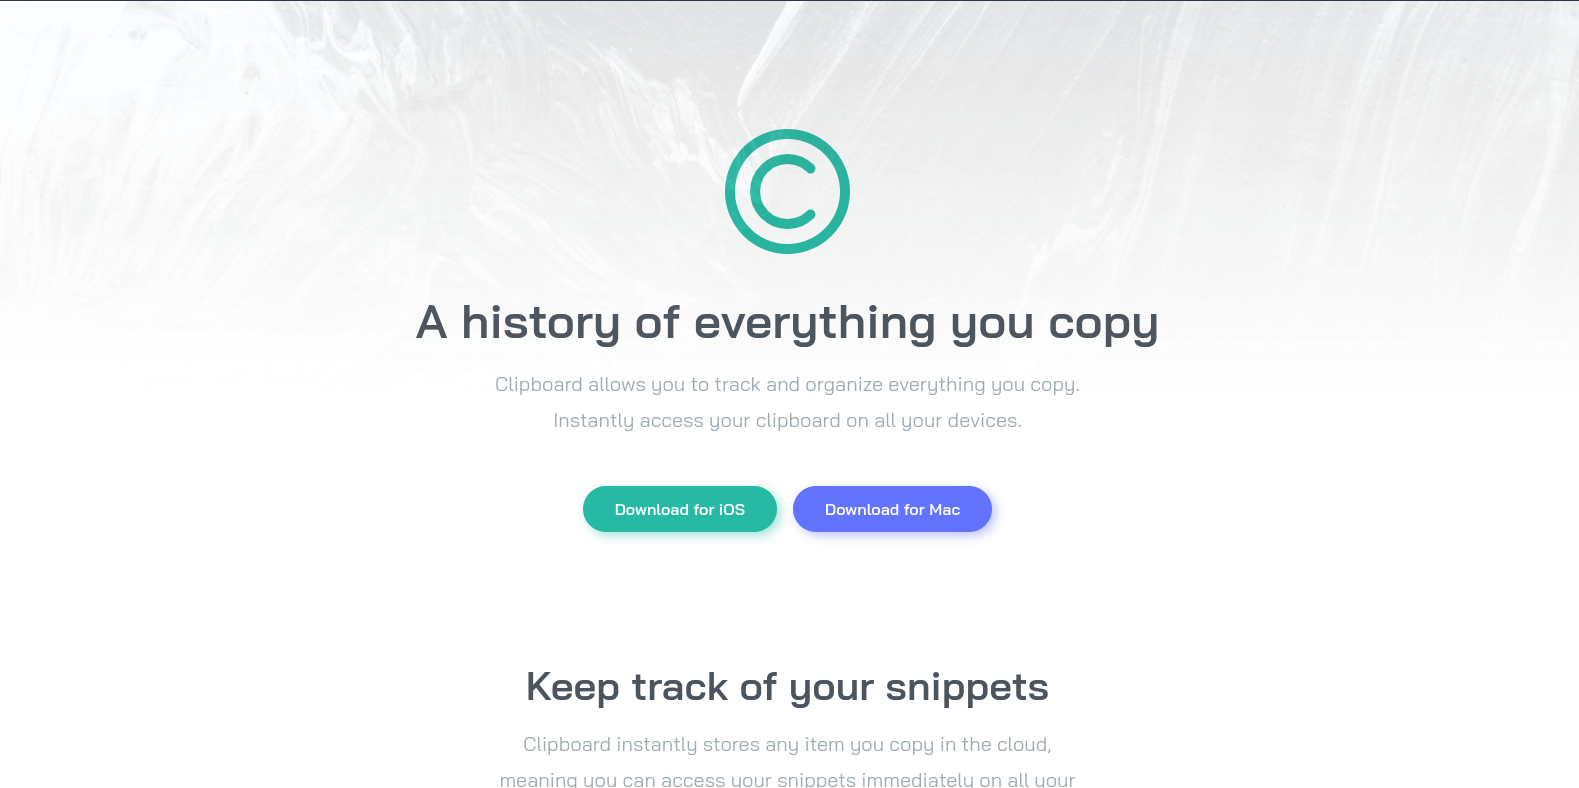 A history of everything you copy
Clipboard allows you to track and organize everything you copy.
Instantly access your clipboard on all your devices.
Download for iOS
Download for Mac
Keep track of your snippets
Clipboard instantly stores any item you copy in the cloud,
meaning you can access your snippets immediately on all your